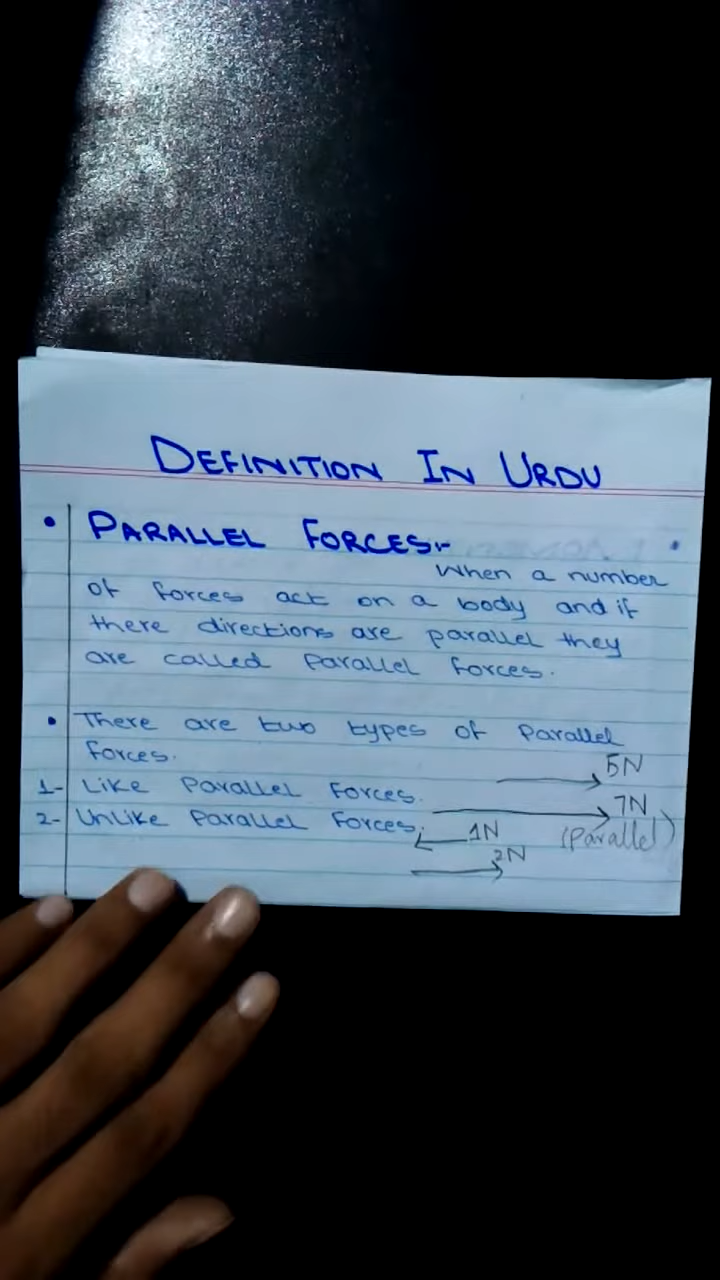 DEFINITION IN URDU
• PARALLEL FORCES:-
When a number
of forces act on a body and if
there directions are parallel they
are called Parallel forces.
• There are two types of Parallel
forces.
1- Like Parallel Forces.
2- Unlike Parallel Forces.
5N
7N
(Parallel)
1N
2N